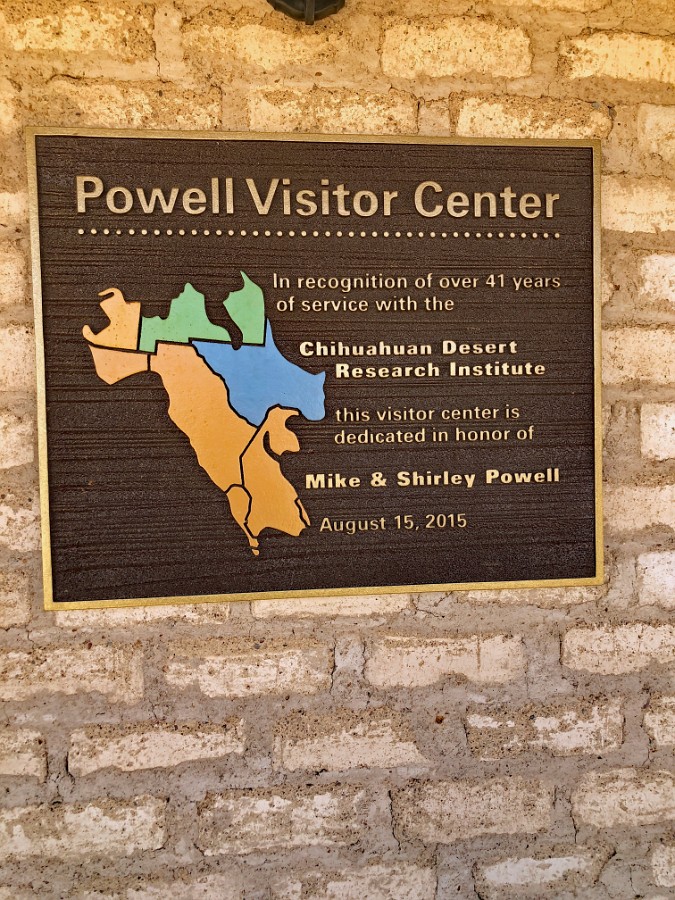 Powell Visitor Center
In recognition of over 41 years
of service with the
Chihuahuan Desert
Research Institute
this visitor center is
dedicated in honor of
Mike & Shirley Powell
August 15, 2015